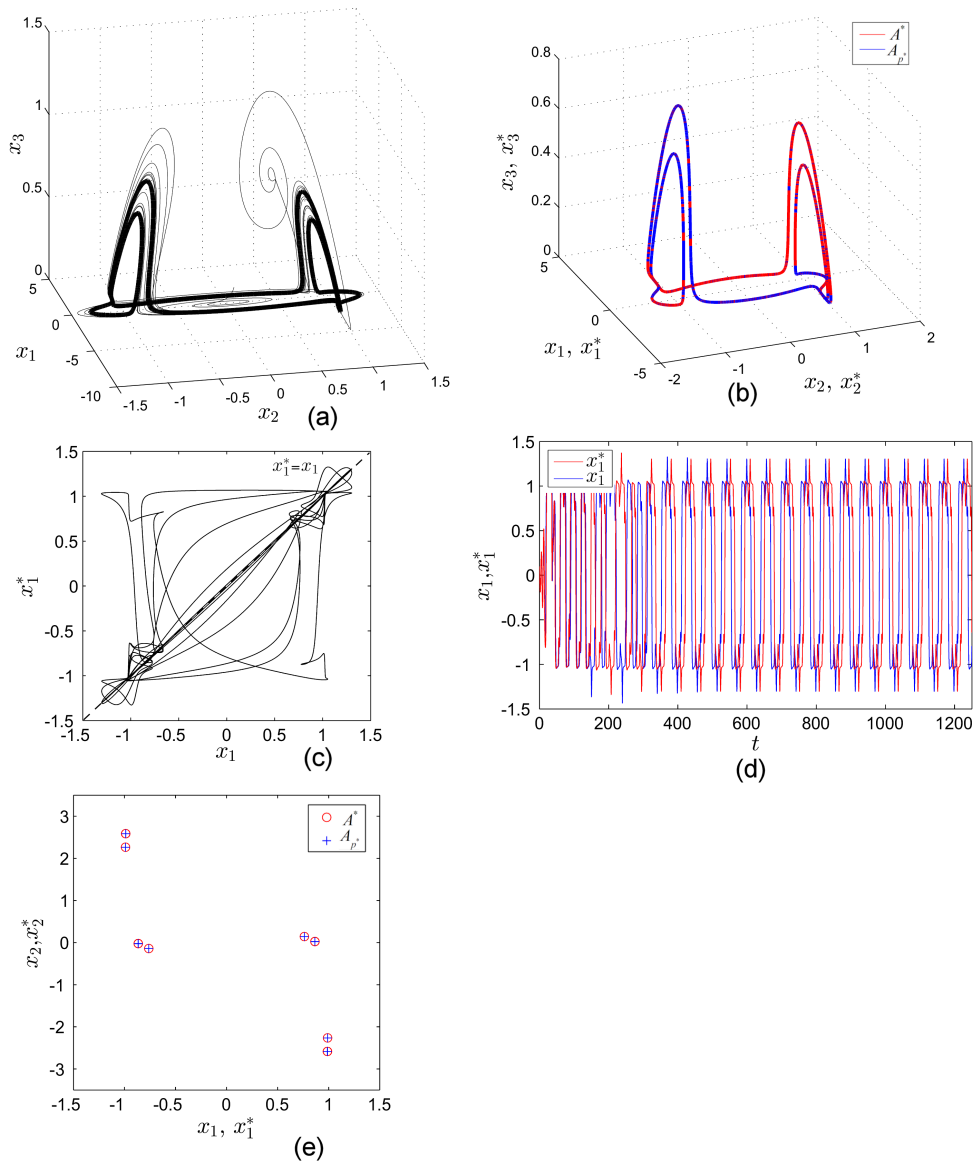 1.5
1
0.5
0
x3
5
0
-5
-10
x1
-1.5
-1
-0.5
0
0.5
1
1.5
x2
(a)
0.8
0.6
0.4
0.2
0
x3, x3*
5
0
-5
x1, x1*
-2
-1
0
1
2
x2, x2*
A*
Ap*
(b)
1.5
1
0.5
0
-0.5
-1
-1.5
x1*
x1*=x1
-1.5
-1
-0.5
0
0.5
1
1.5
x1
(c)
1.5
1
0.5
0
-0.5
-1
-1.5
x1,x1*
x1*
x1
0
200
400
600
800
1000
1200
t
(d)
3
2
1
0
-1
-2
-3
x2,x2*
A*
Ap*
-1.5
-1
-0.5
0
0.5
1
1.5
x1, x1*
(e)